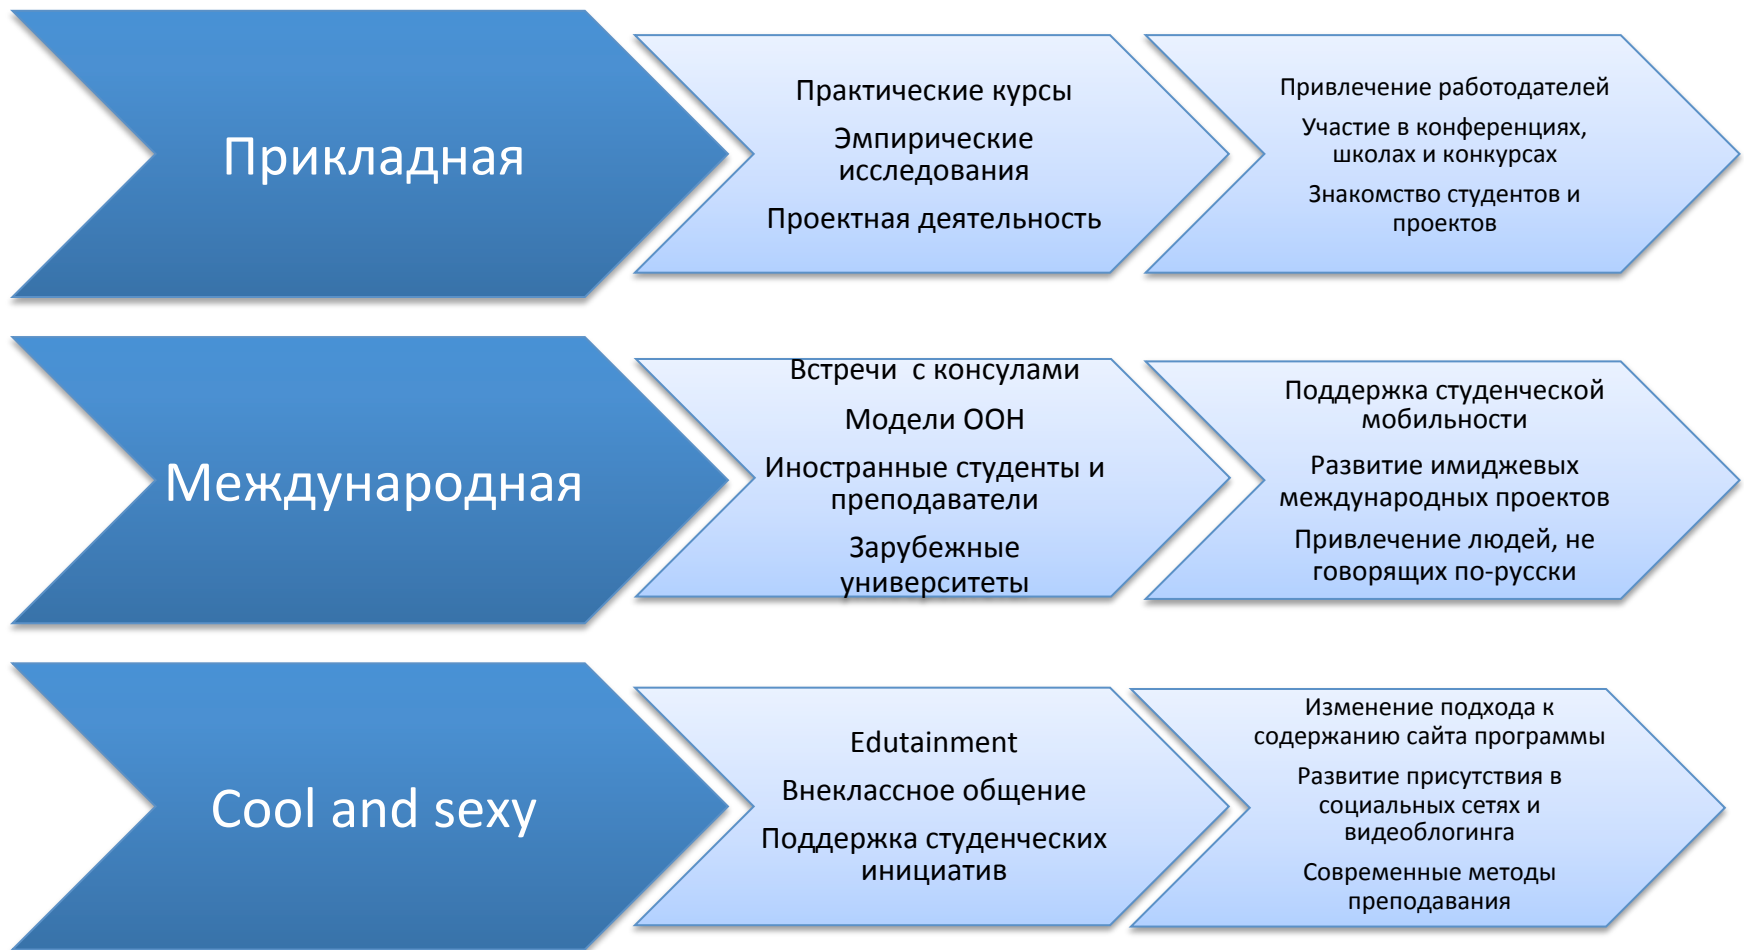 Прикладная
Практические курсы
Эмпирические
исследования
Проектная деятельность
Привлечение работодателей
Участие в конференциях,
школах и конкурсах
Знакомство студентов и
проектов
Международная
Встречи  с консулами
Модели ООН
Иностранные студенты и
преподаватели
Зарубежные
университеты
Поддержка студенческой
мобильности
Развитие имиджевых
международных проектов
Привлечение людей, не
говорящих по-русски
Cool and sexy
Edutainment
Внеклассное общение
Поддержка студенческих
инициатив
Изменение подхода к
содержанию сайта программы
Развитие присутствия в
социальных сетях и
видеоблогинга
Современные методы
преподавания